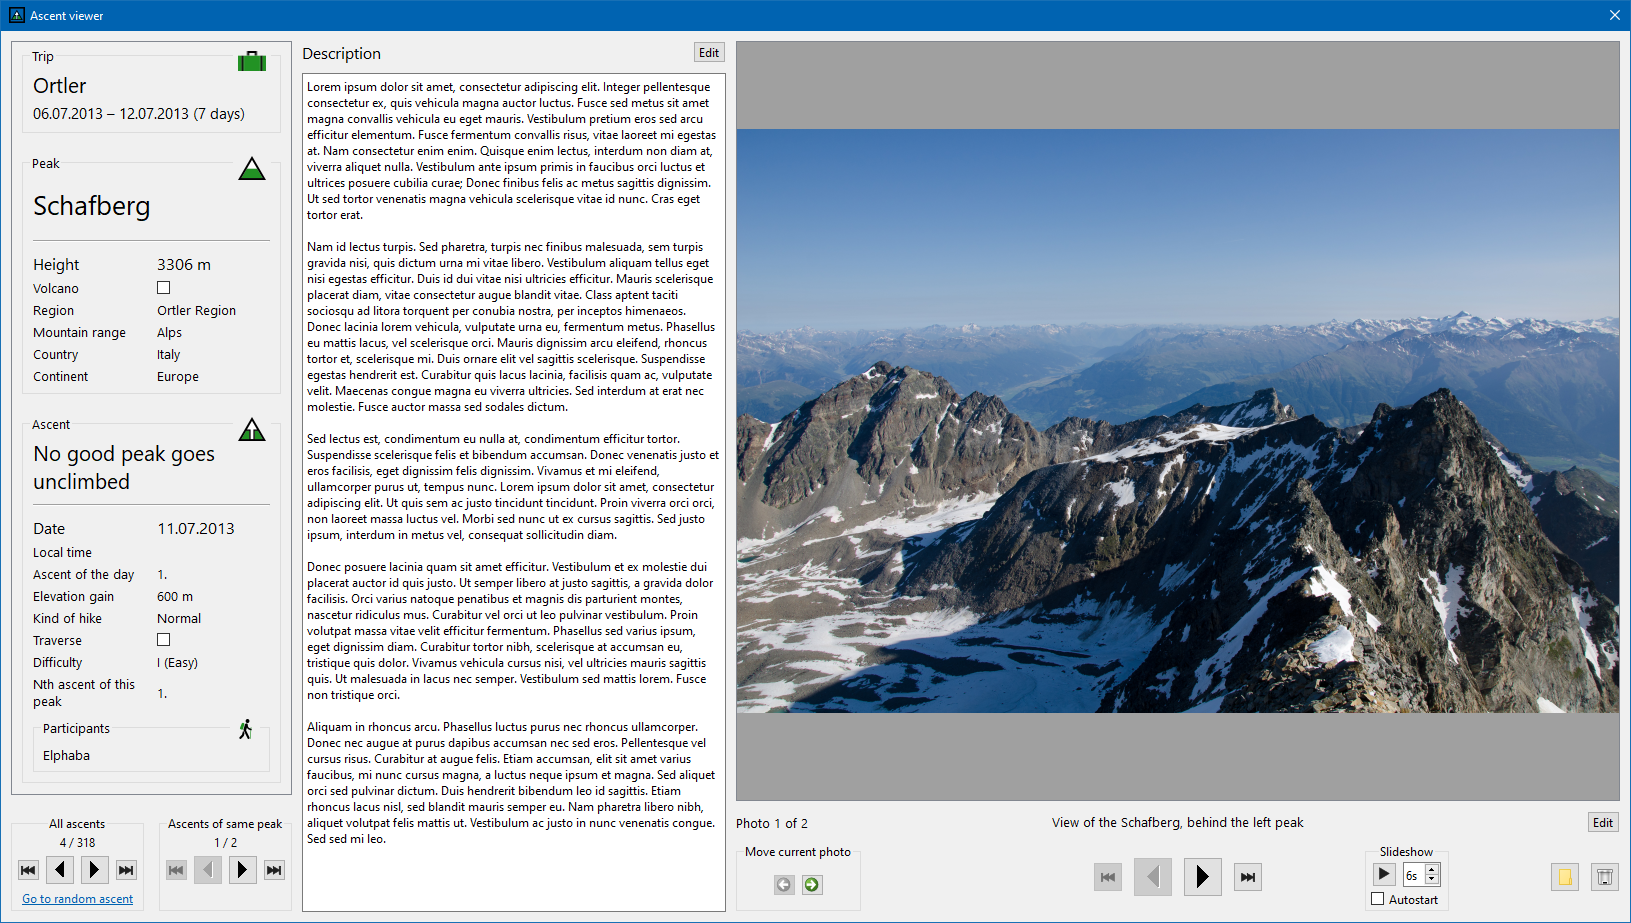 Ascent viewer
Trip
Ortler
06.07.2013 – 12.07.2013 (7 days)
Peak
Schafberg
Height 3306 m
Volcano
Region Ortler Region
Mountain range Alps
Country Italy
Continent Europe
Ascent
No good peak goes
unclimbed
Date 11.07.2013
Local time
Ascent of the day 1.
Elevation gain 600 m
Kind of hike Normal
Traverse
Difficulty I (Easy)
Nth ascent of this
peak 1.
Participants
Elphaba
All ascents
4 / 318
Go to random ascent
Ascents of same peak
1 / 2
Description Edit
Lorem ipsum dolor sit amet, consectetur adipiscing elit. Integer pellentesque
consectetur ex, quis vehicula magna auctor luctus. Fusce sed metus sit amet
magna convallis vehicula eu eget mauris. Vestibulum pretium eros sed arcu
efficitur elementum. Fusce fermentum convallis risus, vitae laoreet mi egestas
at. Nam consectetur enim enim. Quisque enim lectus, interdum non diam at,
viverra aliquet nulla. Vestibulum ante ipsum primis in faucibus orci luctus et
ultrices posuere cubilia curae; Donec finibus felis ac metus sagittis dignissim.
Ut sed tortor venenatis magna vehicula scelerisque vitae id nunc. Cras eget
tortor erat.
Nam id lectus turpis. Sed pharetra, turpis nec finibus malesuada, sem turpis
gravida nisi, quis dictum urna mi vitae libero. Vestibulum aliquam tellus eget
nisi egestas efficitur. Duis id dui vitae nisi ultricies efficitur. Mauris scelerisque
placerat diam, vitae consectetur augue blandit vitae. Class aptent taciti
sociosqu ad litora torquent per conubia nostra, per inceptos himenaeos.
Donec lacinia lorem vehicula, vulputate urna eu, fermentum metus. Phasellus
eu mattis lacus, vel scelerisque orci. Mauris dignissim arcu eleifend, rhoncus
tortor et, scelerisque mi. Duis ornare elit vel sagittis scelerisque. Suspendisse
egestas hendrerit est. Curabitur quis lacus lacinia, facilisis quam ac, vulputate
velit. Maecenas congue magna eu viverra ultricies. Sed interdum at erat nec
molestie. Fusce auctor massa sed sodales dictum.
Sed lectus est, condimentum eu nulla at, condimentum efficitur tortor.
Suspendisse scelerisque felis et bibendum accumsan. Donec venenatis justo et
eros facilisis, eget dignissim felis dignissim. Vivamus et mi eleifend,
ullamcorper purus ut, tempus nunc. Lorem ipsum dolor sit amet, consectetur
adipiscing elit. Ut quis sem ac justo tincidunt tincidunt. Proin viverra orci orci,
non laoreet massa luctus vel. Morbi sed nunc ut ex cursus sagittis. Sed justo
ipsum, interdum in metus vel, consequat sollicitudin diam.
Donec posuere lacinia quam sit amet efficitur. Vestibulum et ex molestie dui
placerat auctor id quis justo. Ut semper libero at justo sagittis, a gravida dolor
facilisis. Orci varius natoque penatibus et magnis dis parturient montes,
nascetur ridiculus mus. Curabitur vel orci ut leo pulvinar vestibulum. Proin
volutpat massa vitae velit efficitur fermentum. Phasellus sed varius ipsum,
eget dignissim diam. Curabitur tortor nibh, scelerisque at accumsan eu,
tristique quis dolor. Vivamus vehicula cursus nisi, vel ultricies mauris sagittis
quis. Ut malesuada in lacus nec semper. Vestibulum sed mattis lorem. Fusce
non tristique orci.
Aliquam in rhoncus arcu. Phasellus luctus purus nec rhoncus ullamcorper.
Donec nec augue at purus dapibus accumsan nec sed eros. Pellentesque vel
cursus risus. Curabitur at augue felis. Etiam accumsan, elit sit amet varius
faucibus, mi nunc cursus magna, a luctus neque ipsum et magna. Sed aliquet
orci sed pulvinar dictum. Duis hendrerit bibendum leo id sagittis. Etiam
rhoncus lacus nisl, sed blandit mauris semper eu. Nam pharetra libero nibh,
aliquet volutpat felis mattis ut. Vestibulum ac justo in nunc venenatis congue.
Sed sed mi leo.
Photo 1 of 2
View of the Schafberg, behind the left peak
Edit
Move current photo
Slideshow
6s
Autostart